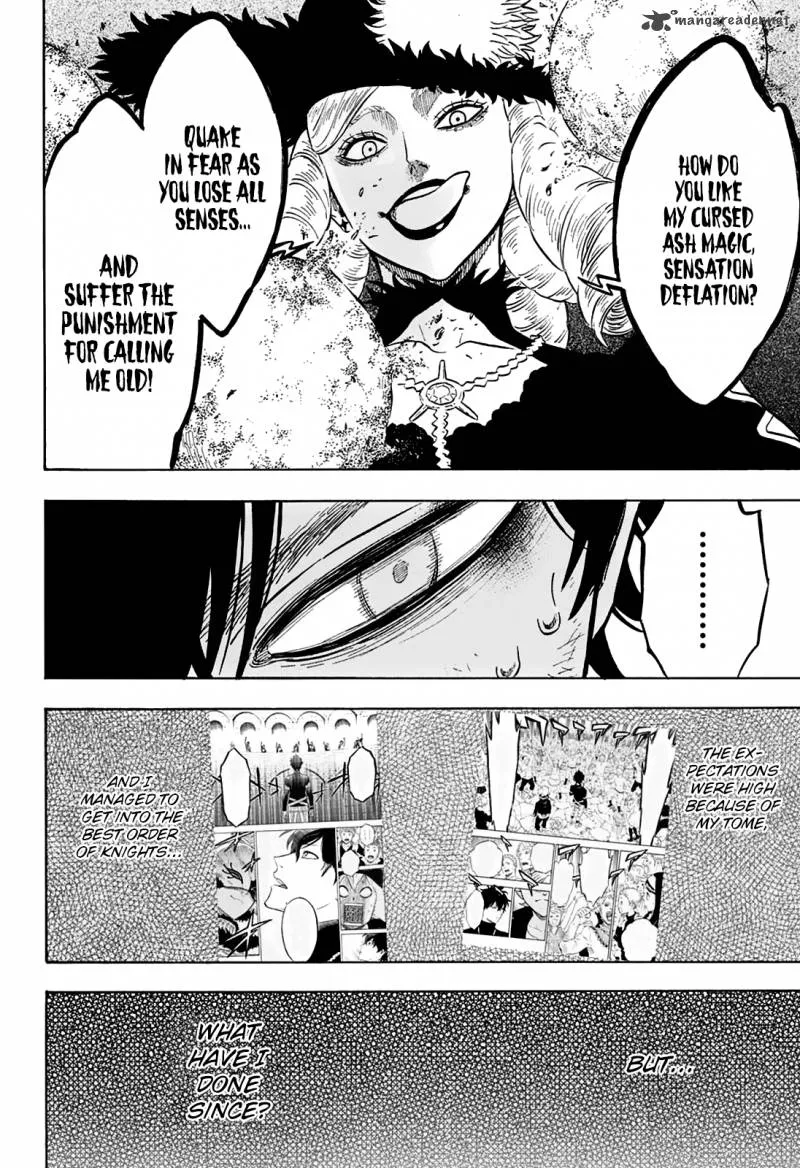 mangareader.net
HOW DO
YOU LIKE
MY CURSED
ASH MAGIC,
SENSATION
DEFLATION?
QUAKE
IN FEAR AS
YOU LOSE ALL
SENSES...
AND
SUFFER THE
PUNISHMENT
FOR CALLING
ME OLD!
.........
THE EX-
PECTATIONS
WERE HIGH
BECAUSE OF
MY TOME,
AND I
MANAGED TO
GET INTO THE
BEST ORDER
OF KNIGHTS...
BUT...
WHAT
HAVE I
DONE
SINCE?